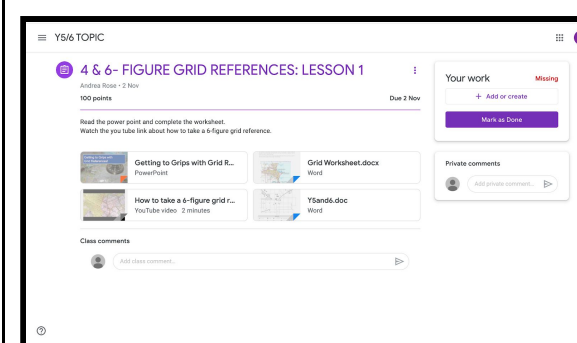 Y5/6 TOPIC
4 & 6- FIGURE GRID REFERENCES: LESSON 1
Andrea Rose • 2 Nov
100 points
Due 2 Nov
Read the power point and complete the worksheet.
Watch the you tube link about how to take a 6-figure grid reference.
Getting to Grips with Grid R...
PowerPoint
Grid Worksheet.docx
Word
How to take a 6-figure grid r...
YouTube video 2 minutes
Y5and6.doc
Word
Class comments
Add class comment...
Your work
Missing
+ Add or create
Mark as Done
Private comments
Add private comment...